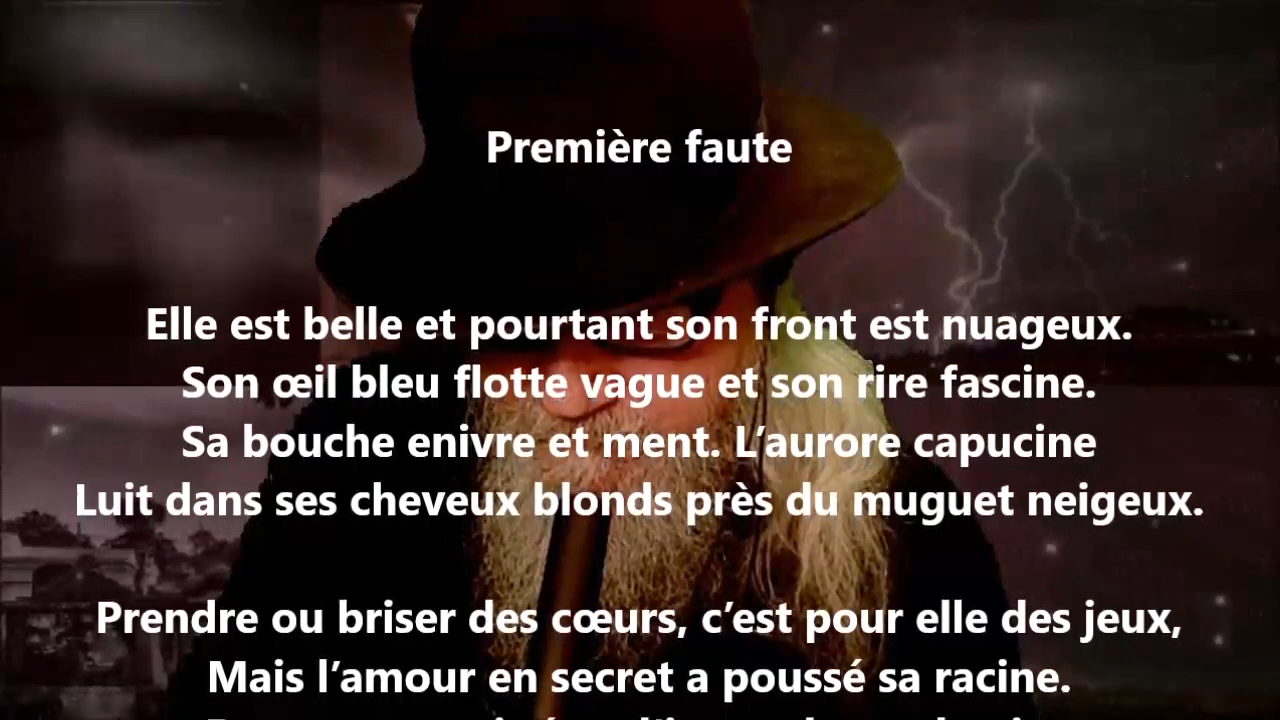 Première faute
Elle est belle et pourtant son front est nuageux.
Son œil bleu flotte vague et son rire fascine.
Sa bouche enivre et ment. L’aurore capucine
Luit dans ses cheveux blonds près du muguet neigeux.
Prendre ou briser des cœurs, c’est pour elle des jeux,
Mais l’amour en secret a poussé sa racine.